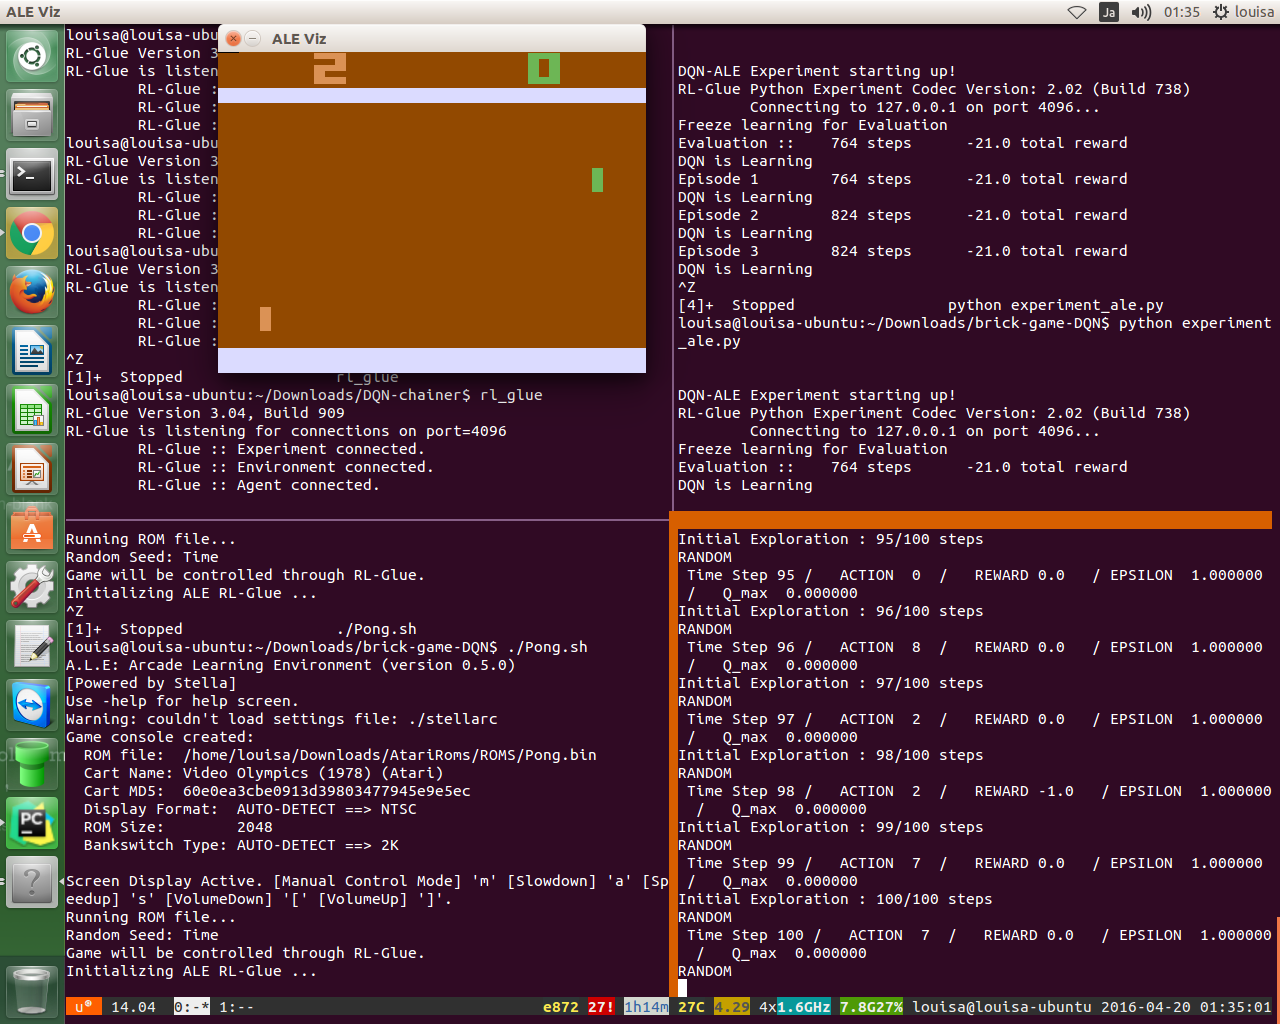 ALE Viz
Ja
01:35
louisa
louisa@louisa-ubu
RL-Glue Version 3
RL-Glue is listen
RL-Glue :
RL-Glue :
RL-Glue :
louisa@louisa-ubu
RL-Glue Version 3
RL-Glue is listen
RL-Glue :
RL-Glue :
RL-Glue :
louisa@louisa-ubu
RL-Glue Version 3
RL-Glue is listen
RL-Glue :
RL-Glue :
RL-Glue :
^Z
[1]+  Stopped                 rl_glue
louisa@louisa-ubuntu:~/Downloads/DQN-chainer$ rl_glue
RL-Glue Version 3.04, Build 909
RL-Glue is listening for connections on port=4096
RL-Glue :: Experiment connected.
RL-Glue :: Environment connected.
RL-Glue :: Agent connected.
ALE Viz
2 0
DQN-ALE Experiment starting up!
RL-Glue Python Experiment Codec Version: 2.02 (Build 738)
Connecting to 127.0.0.1 on port 4096...
Freeze learning for Evaluation
Evaluation ::    764 steps      -21.0 total reward
DQN is Learning
Episode 1        764 steps      -21.0 total reward
DQN is Learning
Episode 2        824 steps      -21.0 total reward
DQN is Learning
Episode 3        824 steps      -21.0 total reward
DQN is Learning
^Z
[4]+  Stopped                 python experiment_ale.py
louisa@louisa-ubuntu:~/Downloads/brick-game-DQN$ python experiment
_ale.py
DQN-ALE Experiment starting up!
RL-Glue Python Experiment Codec Version: 2.02 (Build 738)
Connecting to 127.0.0.1 on port 4096...
Freeze learning for Evaluation
Evaluation ::    764 steps      -21.0 total reward
DQN is Learning
Running ROM file...
Random Seed: Time
Game will be controlled through RL-Glue.
Initializing ALE RL-Glue ...
^Z
[1]+  Stopped                 ./Pong.sh
louisa@louisa-ubuntu:~/Downloads/brick-game-DQN$ ./Pong.sh
A.L.E: Arcade Learning Environment (version 0.5.0)
[Powered by Stella]
Use -help for help screen.
Warning: couldn't load settings file: ./stellarc
Game console created:
ROM file:  /home/louisa/Downloads/AtariRoms/ROMS/Pong.bin
Cart Name: Video Olympics (1978) (Atari)
Cart MD5:  60e0ea3cbe0913d39803477945e9e5ec
Display Format:  AUTO-DETECT ==> NTSC
ROM Size:        2048
Bankswitch Type: AUTO-DETECT ==> 2K
Screen Display Active. [Manual Control Mode] 'm' [Slowdown] 'a' [Sp
eedup] 's' [VolumeDown] '[' [VolumeUp] ']'.
Running ROM file...
Random Seed: Time
Game will be controlled through RL-Glue.
Initializing ALE RL-Glue ...
Initial Exploration : 95/100 steps
RANDOM
Time Step 95 /   ACTION  0  /   REWARD 0.0   / EPSILON  1.000000
/   Q_max  0.000000
Initial Exploration : 96/100 steps
RANDOM
Time Step 96 /   ACTION  8  /   REWARD 0.0   / EPSILON  1.000000
/   Q_max  0.000000
Initial Exploration : 97/100 steps
RANDOM
Time Step 97 /   ACTION  2  /   REWARD 0.0   / EPSILON  1.000000
/   Q_max  0.000000
Initial Exploration : 98/100 steps
RANDOM
Time Step 98 /   ACTION  2  /   REWARD -1.0   / EPSILON  1.000000
/   Q_max  0.000000
Initial Exploration : 99/100 steps
RANDOM
Time Step 99 /   ACTION  7  /   REWARD 0.0   / EPSILON  1.000000
/   Q_max  0.000000
Initial Exploration : 100/100 steps
RANDOM
Time Step 100 /   ACTION  7  /   REWARD 0.0   / EPSILON  1.000000
/   Q_max  0.000000
RANDOM
u 14.04  0:-* 1:-- e872 27! 1h14m 27C 4.29 4x1.6GHz 7.8G27% louisa@louisa-ubuntu 2016-04-20 01:35:01